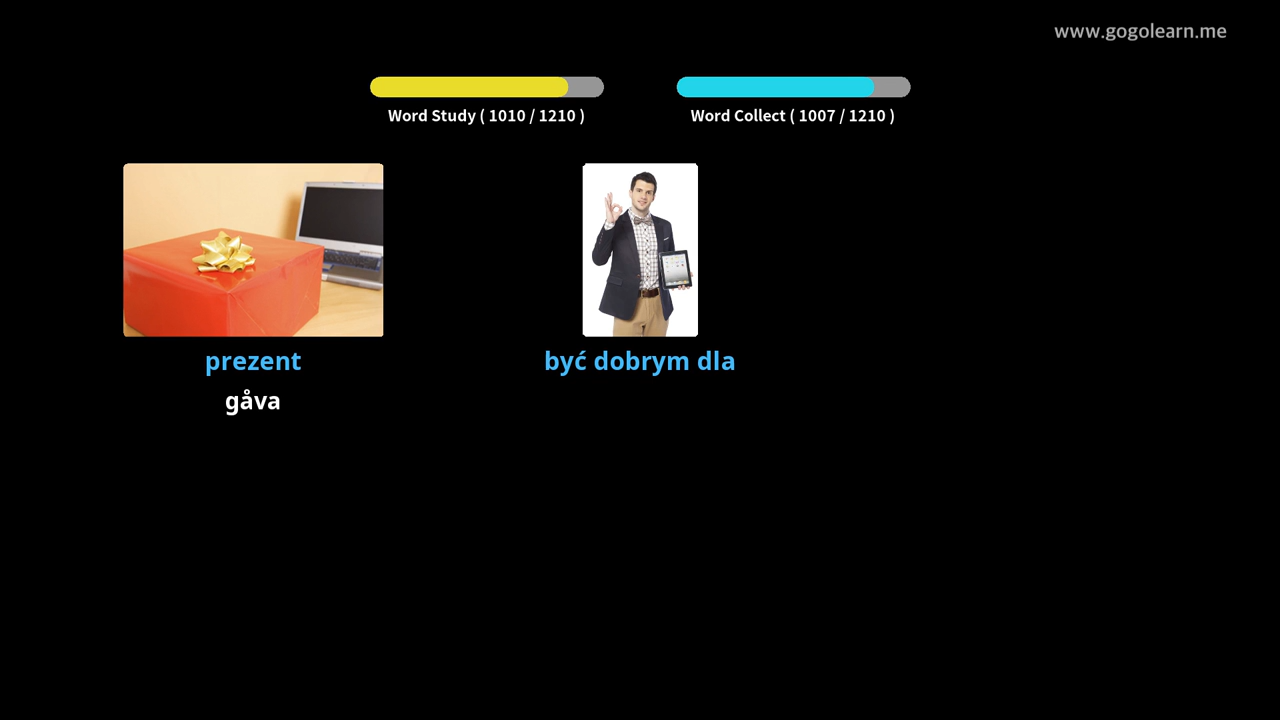 www.gogolearn.me
Word Study ( 1010 / 1210 )
Word Collect ( 1007 / 1210 )
prezent
być dobrym dla
gåva